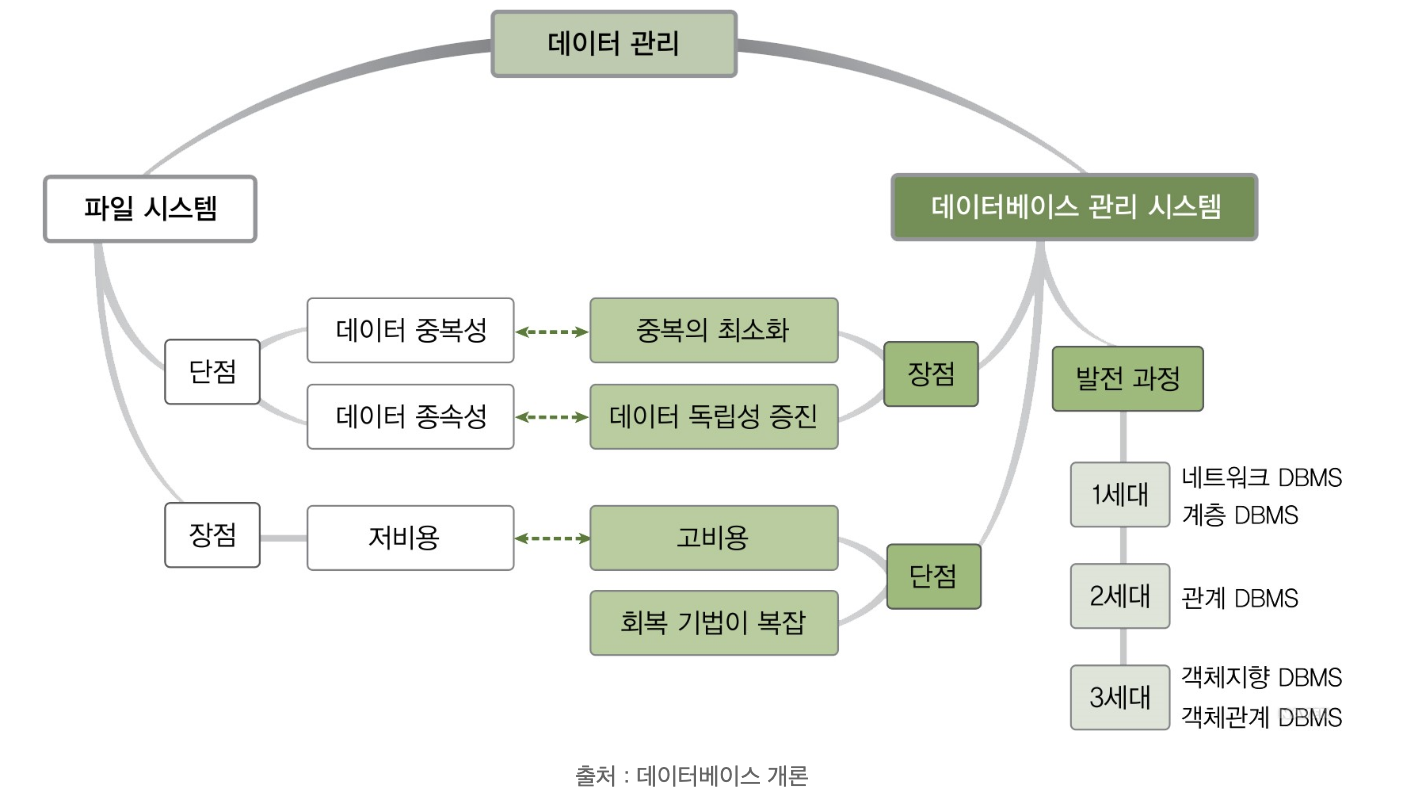 데이터 관리
파일 시스템
데이터베이스 관리 시스템
단점
데이터 중복성
데이터 종속성
중복의 최소화
데이터 독립성 증진
장점
장점
저비용
고비용
회복 기법이 복잡
단점
발전 과정
1세대
네트워크 DBMS
계층 DBMS
2세대
관계 DBMS
3세대
객체지향 DBMS
객체관계 DBMS
출처 : 데이터베이스 개론